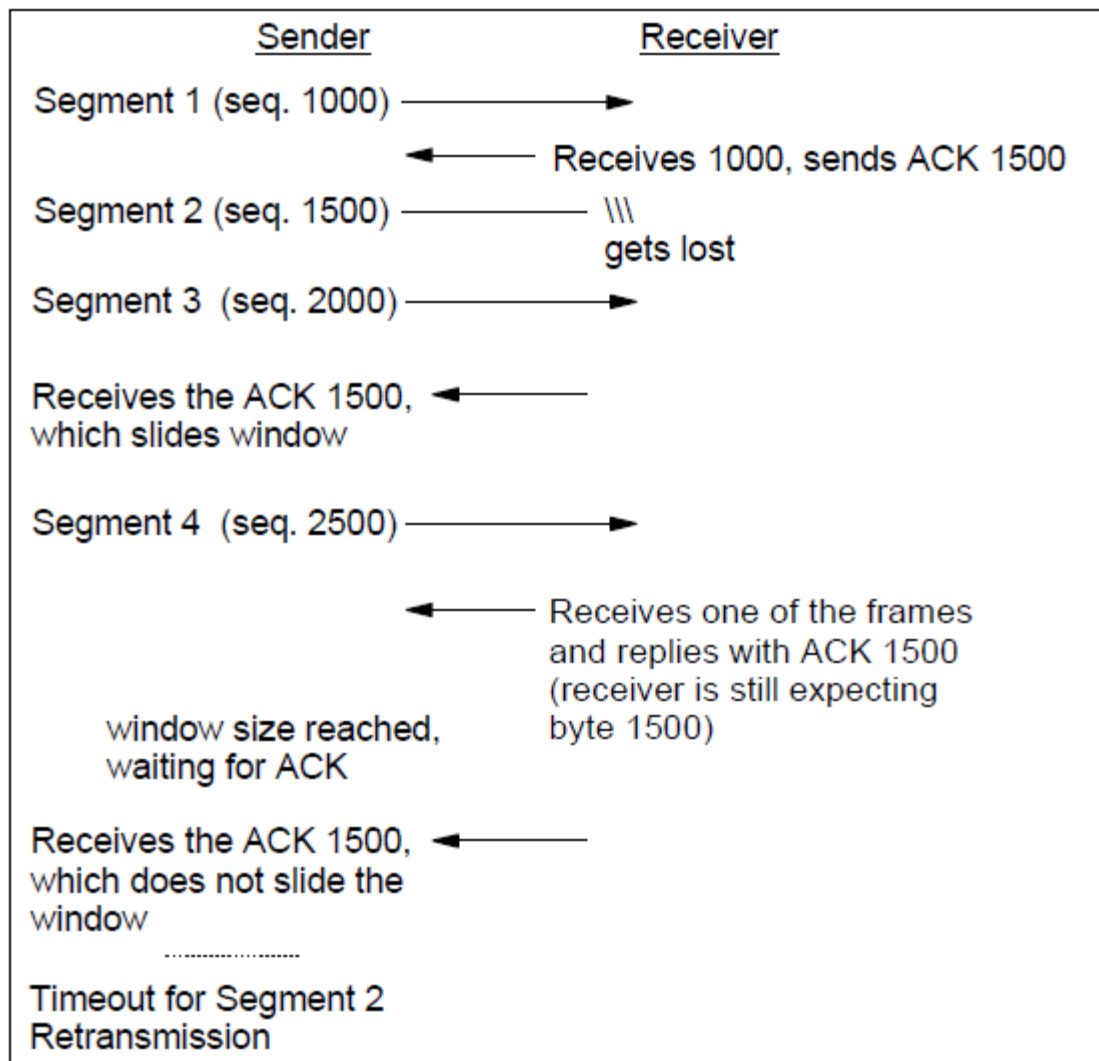 Sender Receiver
Segment 1 (seq. 1000)
Receives 1000, sends ACK 1500
Segment 2 (seq. 1500) \\\
gets lost
Segment 3 (seq. 2000)
Receives the ACK 1500,
which slides window
Segment 4 (seq. 2500)
Receives one of the frames
and replies with ACK 1500
(receiver is still expecting
byte 1500)
window size reached,
waiting for ACK
Receives the ACK 1500,
which does not slide the
window
Timeout for Segment 2
Retransmission